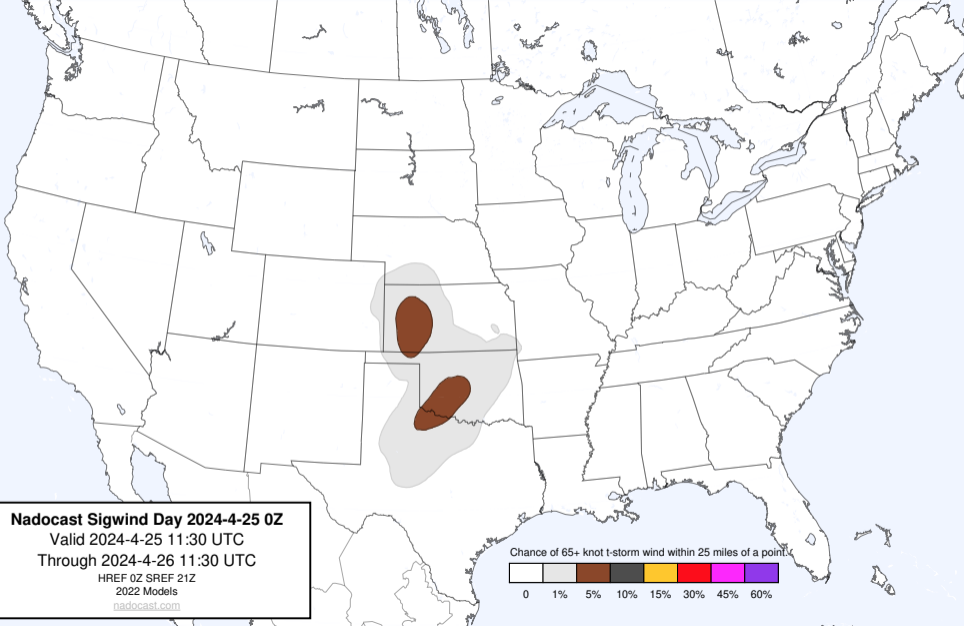 Nadocast Sigwind Day 2024-4-25 0Z
Valid 2024-4-25 11:30 UTC
Through 2024-4-26 11:30 UTC
HREF 0Z SREF 21Z
2022 Models
nadocast.com
Chance of 65+ knot t-storm wind within 25 miles of a point.
0 1% 5% 10% 15% 30% 45% 60%